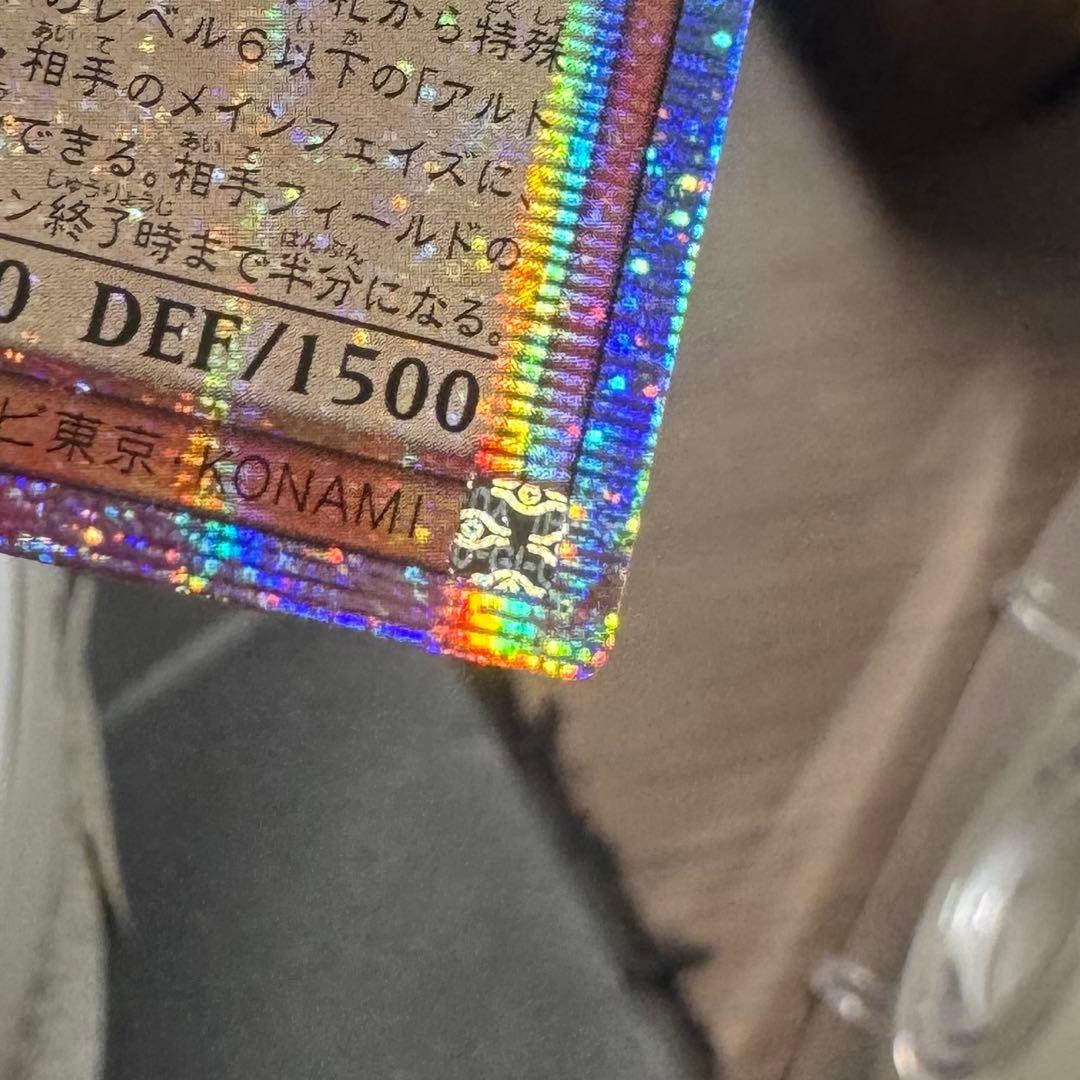 レベル6以下の「アルト
相手のメインフェイズに、
できる。相手フィールドの
ン終了時まで半分になる。
0 DEF/1500
ビ東京・KONAMI